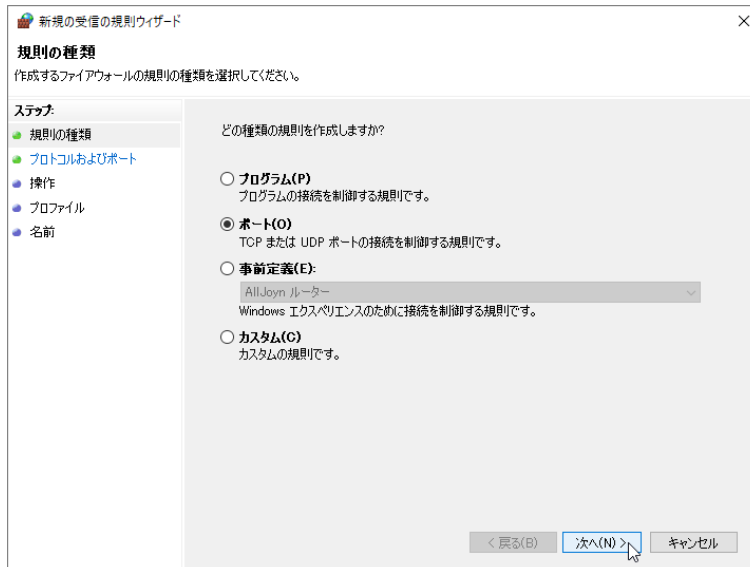 新規の受信の規則ウィザード
規則の種類
作成するファイアウォールの規則の種類を選択してください。
ステップ:
規則の種類
プロトコルおよびポート
操作
プロファイル
名前
どの種類の規則を作成しますか?
プログラム(P)
プログラムの接続を制御する規則です。
ポート(O)
TCP または UDP ポートの接続を制御する規則です。
事前定義(E):
AllJoyn ルーター
Windows エクスペリエンスのために接続を制御する規則です。
カスタム(C)
カスタムの規則です。
< 戻る(B) 次へ(N) > キャンセル